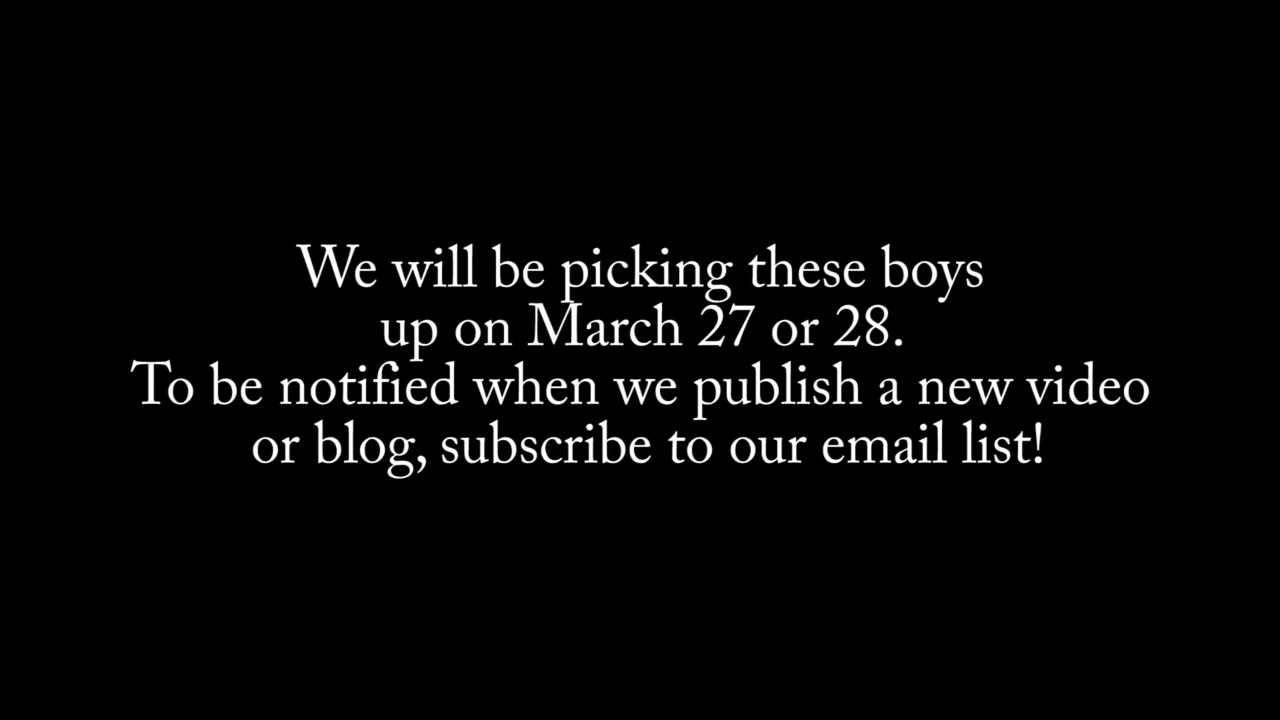 We will be picking these boys
up on March 27 or 28.
To be notified when we publish a new video
or blog, subscribe to our email list!